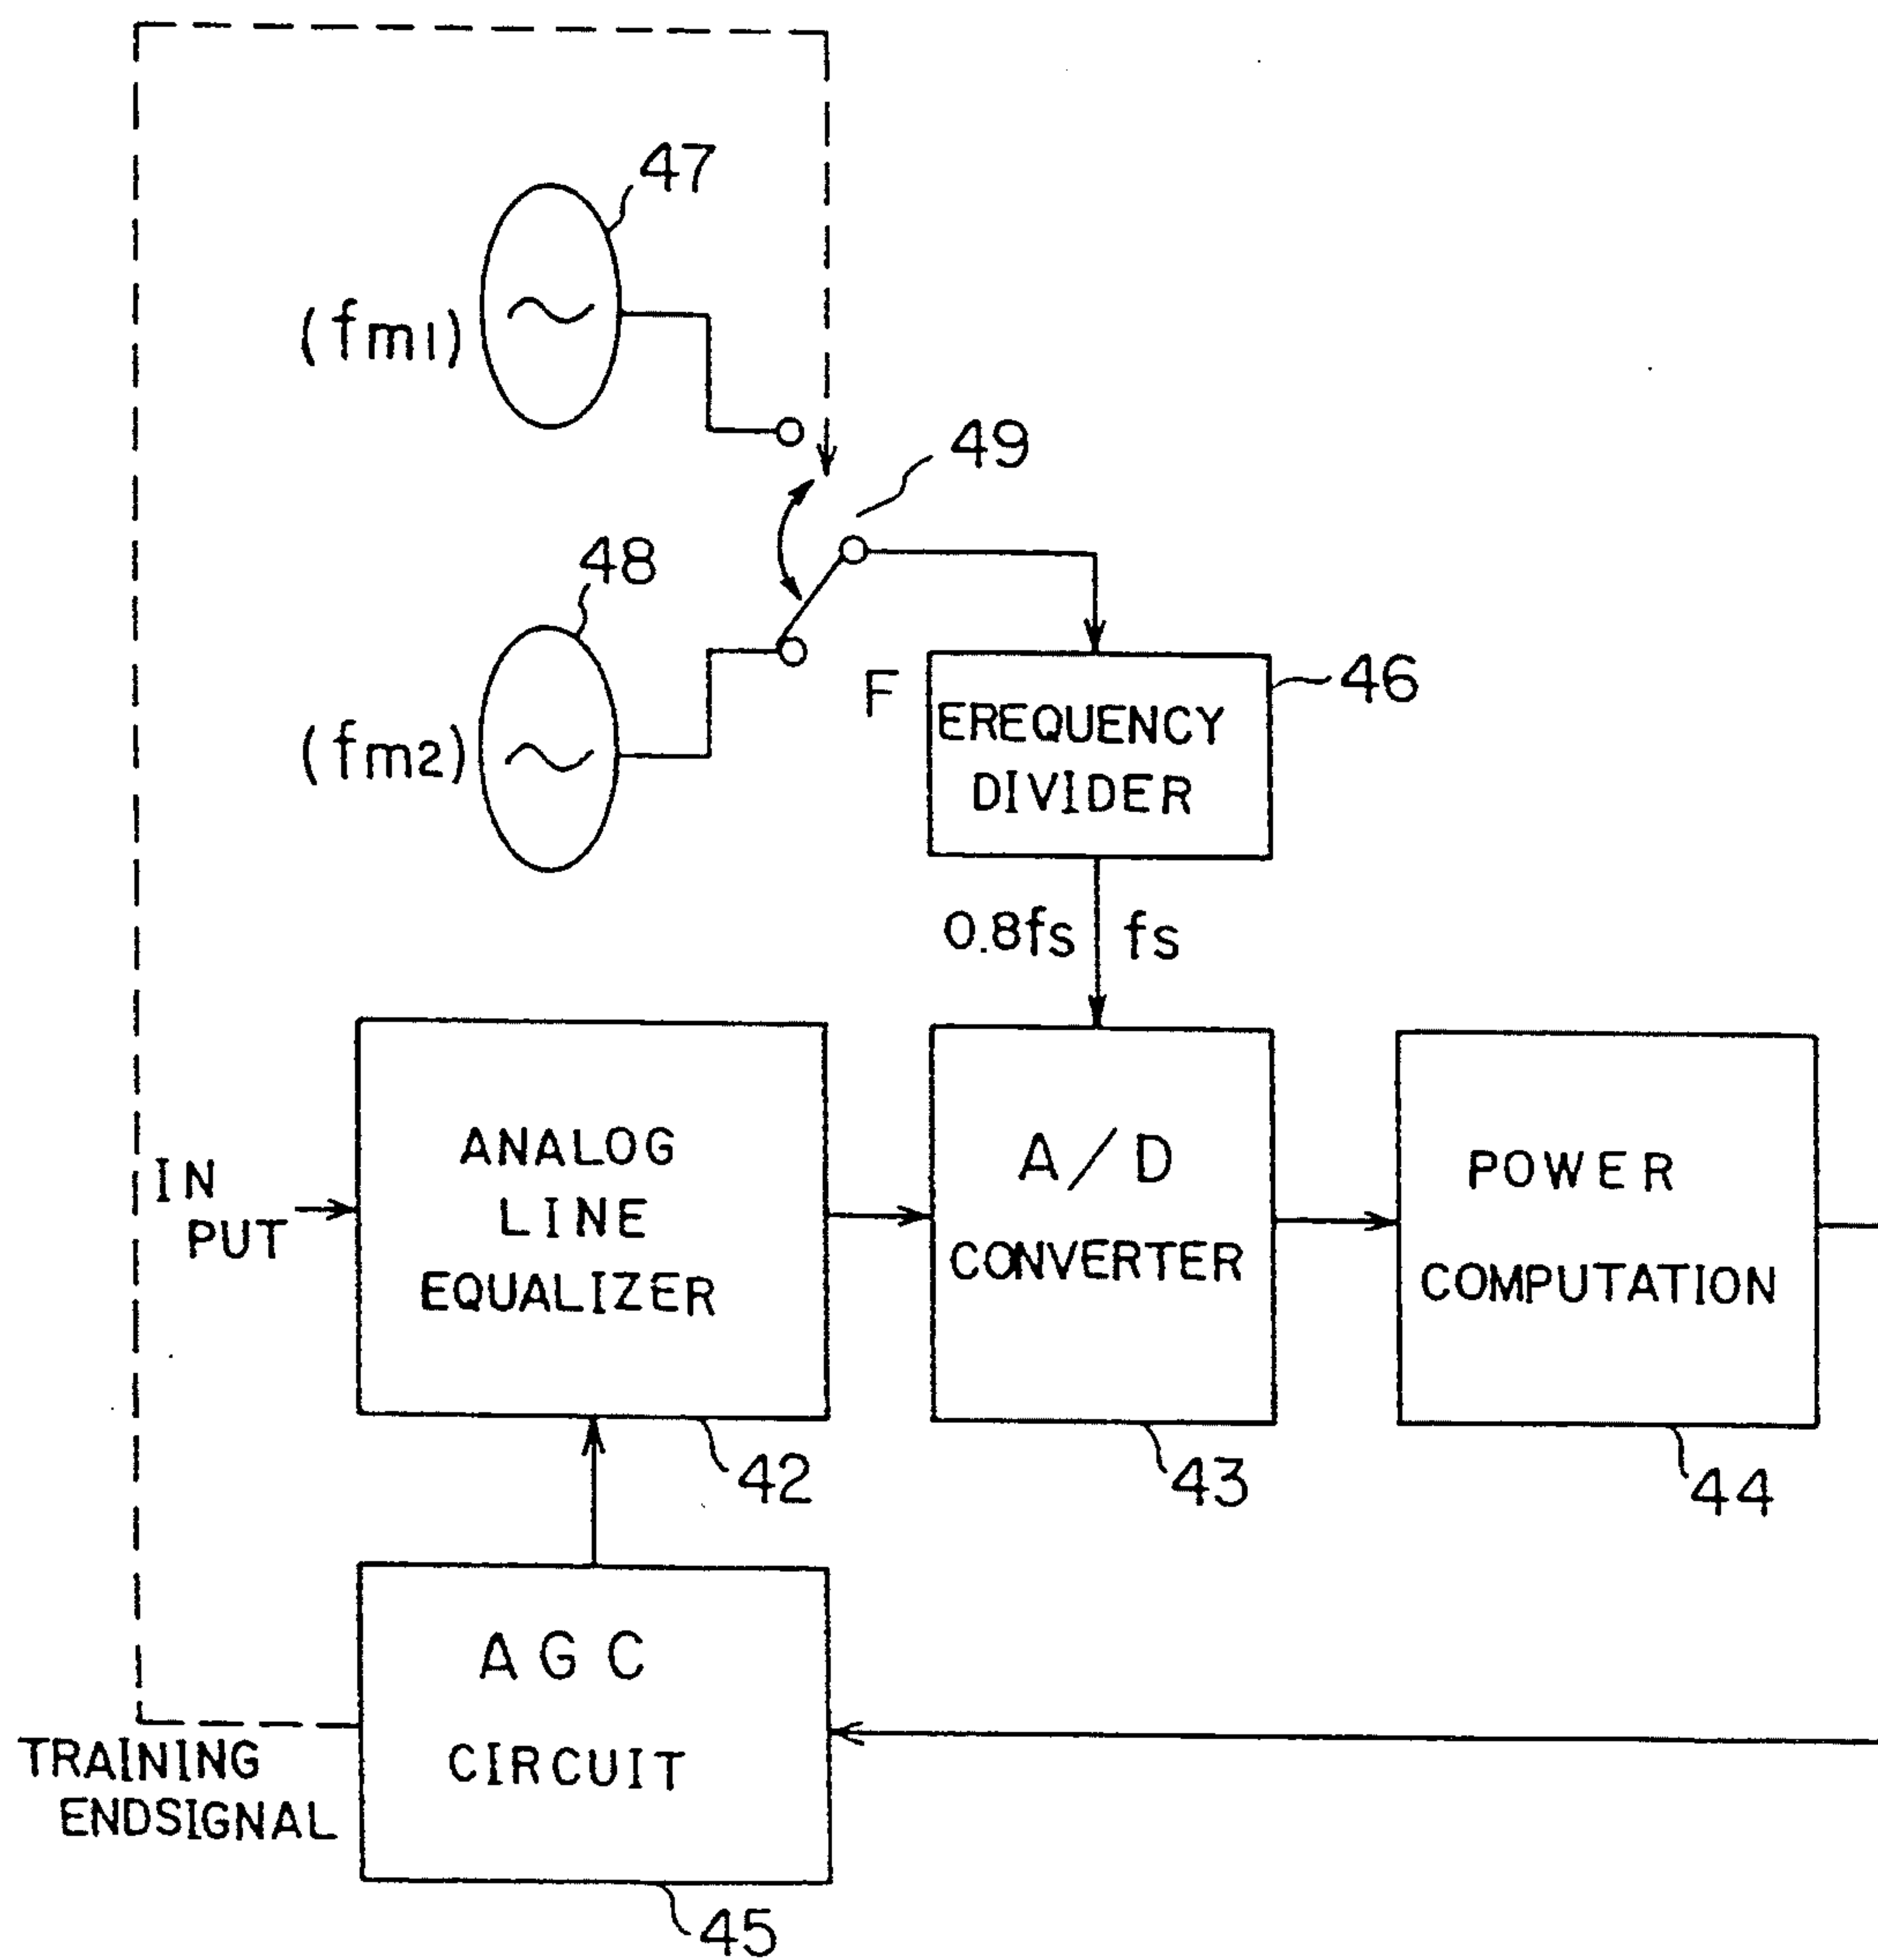 47
(fm1)
49
48
(fm2)
F
EREQUENCY
DIVIDER
46
0.8fs
fs
IN
PUT
ANALOG
LINE
EQUALIZER
A/D
CONVERTER
POWER
COMPUTATION
42
43
44
AGC
CIRCUIT
TRAINING
ENDSIGNAL
45